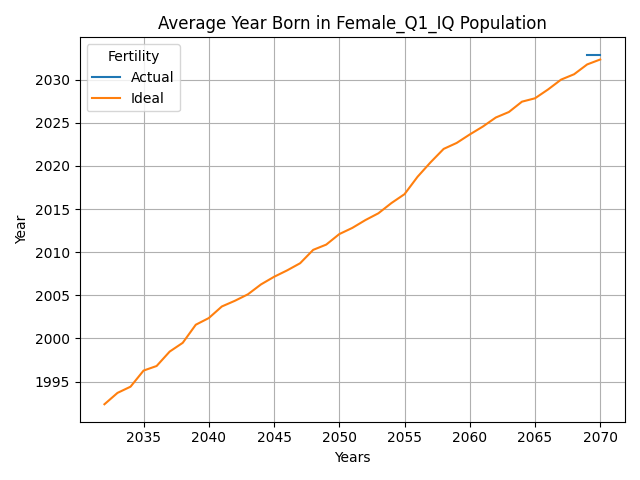 Average Year Born in Female_Q1_IQ Population
Fertility
Actual
Ideal
2030
2025
2020
2015
2010
2005
2000
1995
Year
2035 2040 2045 2050 2055 2060 2065 2070
Years